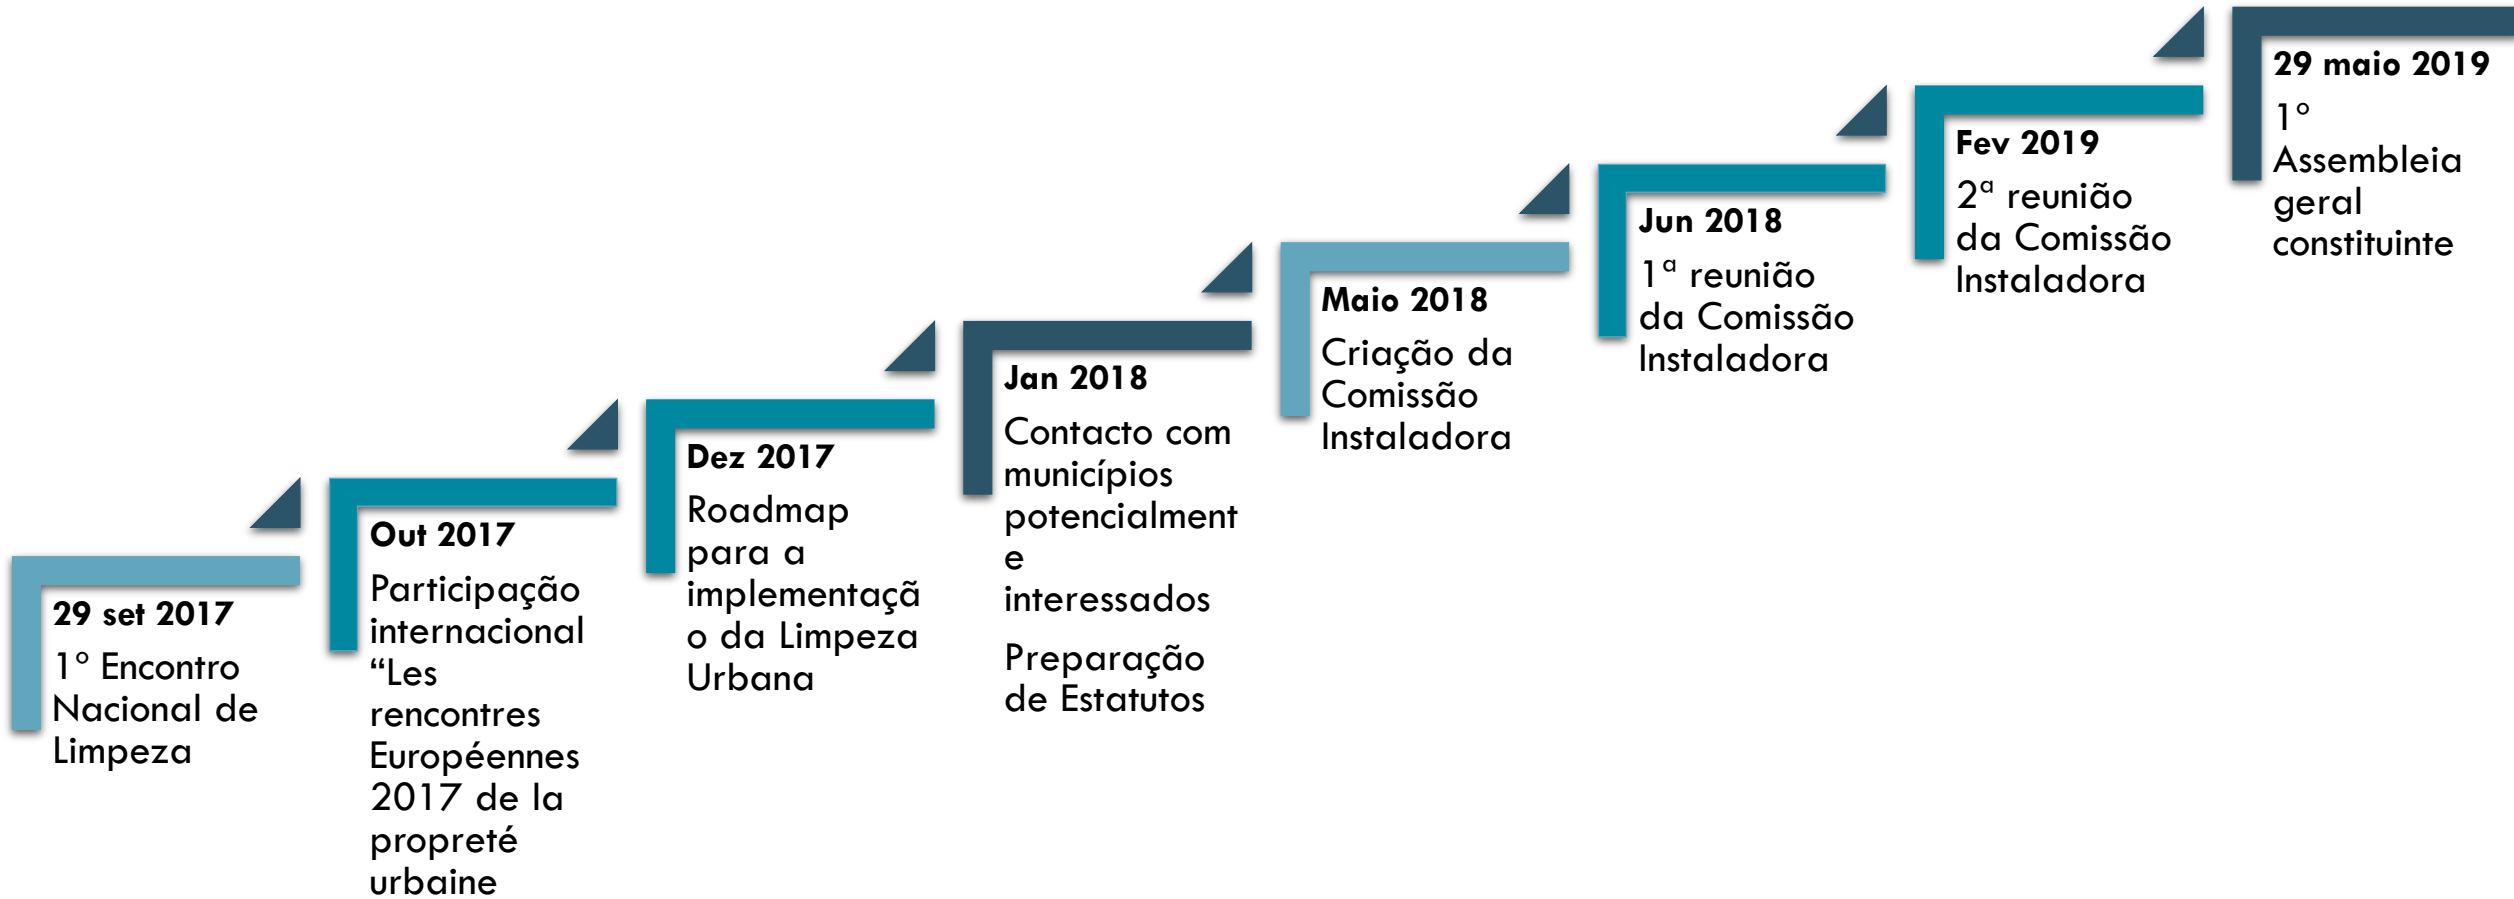 29 set 2017
1º Encontro
Nacional de
Limpeza
Out 2017
Participação
internacional
“Les
rencontres
Européennes
2017 de la
propreté
urbaine
Dez 2017
Roadmap
para a
implementaçã
o da Limpeza
Urbana
Jan 2018
Contacto com
municípios
potencialment
e
interessados
Preparação
de Estatutos
Maio 2018
Criação da
Comissão
Instaladora
Jun 2018
1ª reunião
da Comissão
Instaladora
Fev 2019
2ª reunião
da Comissão
Instaladora
29 maio 2019
1º
Assembleia
geral
constituinte